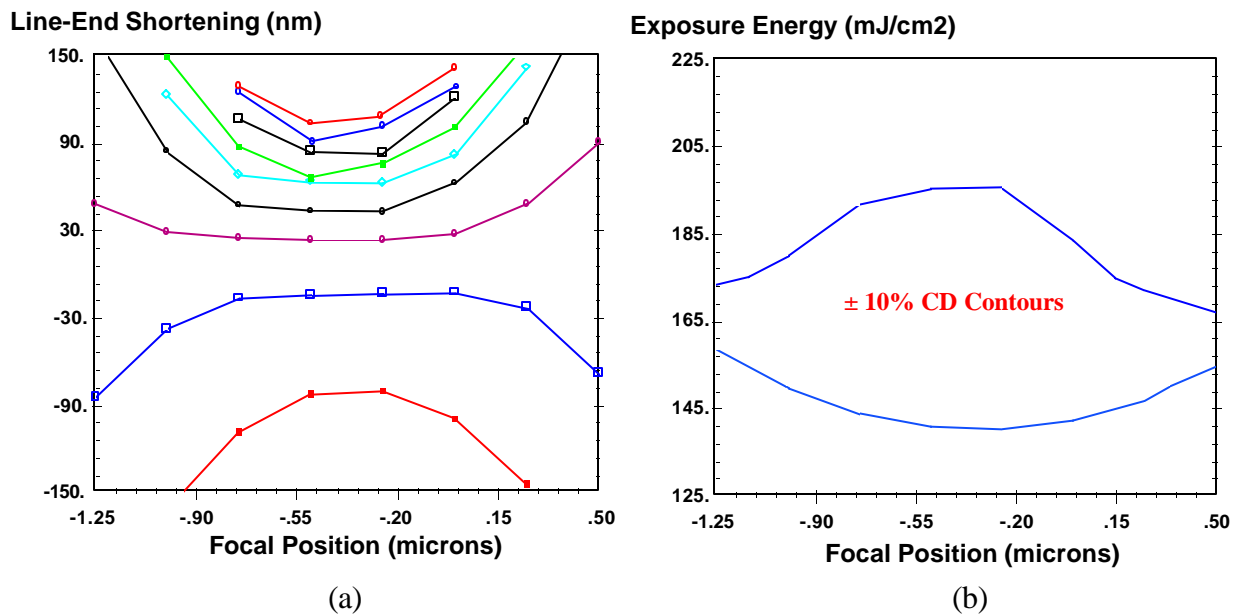 Line-End Shortening (nm)
150.
90.
30.
-30.
-90.
-150.
-1.25 -.90 -.55 -.20 .15 .50
Focal Position (microns)
(a)
Exposure Energy (mJ/cm2)
225.
205.
185.
165.
145.
125.
± 10% CD Contours
-1.25 -.90 -.55 -.20 .15 .50
Focal Position (microns)
(b)